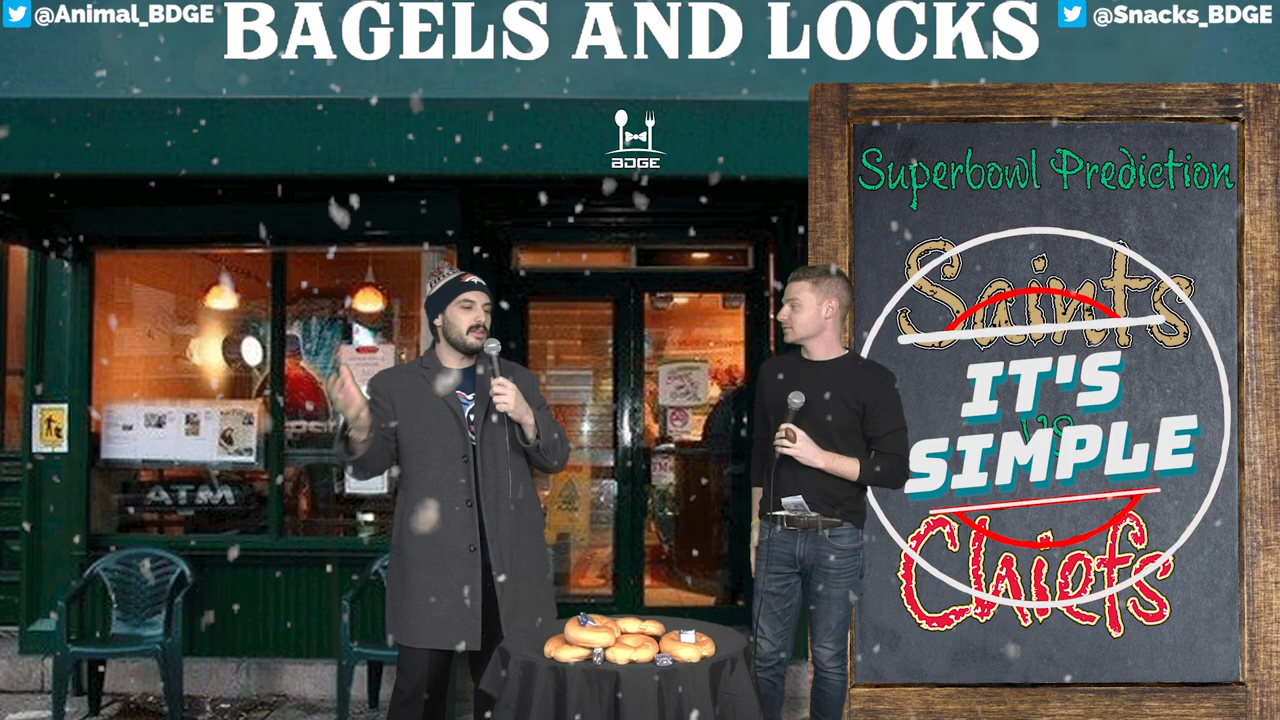 @Animal_BDGE
BAGELS AND LOCKS
@Snacks_BDGE
BDGE
Superbowl Prediction
Saints
vs
IT'S
SIMPLE
Chiefs
ATM